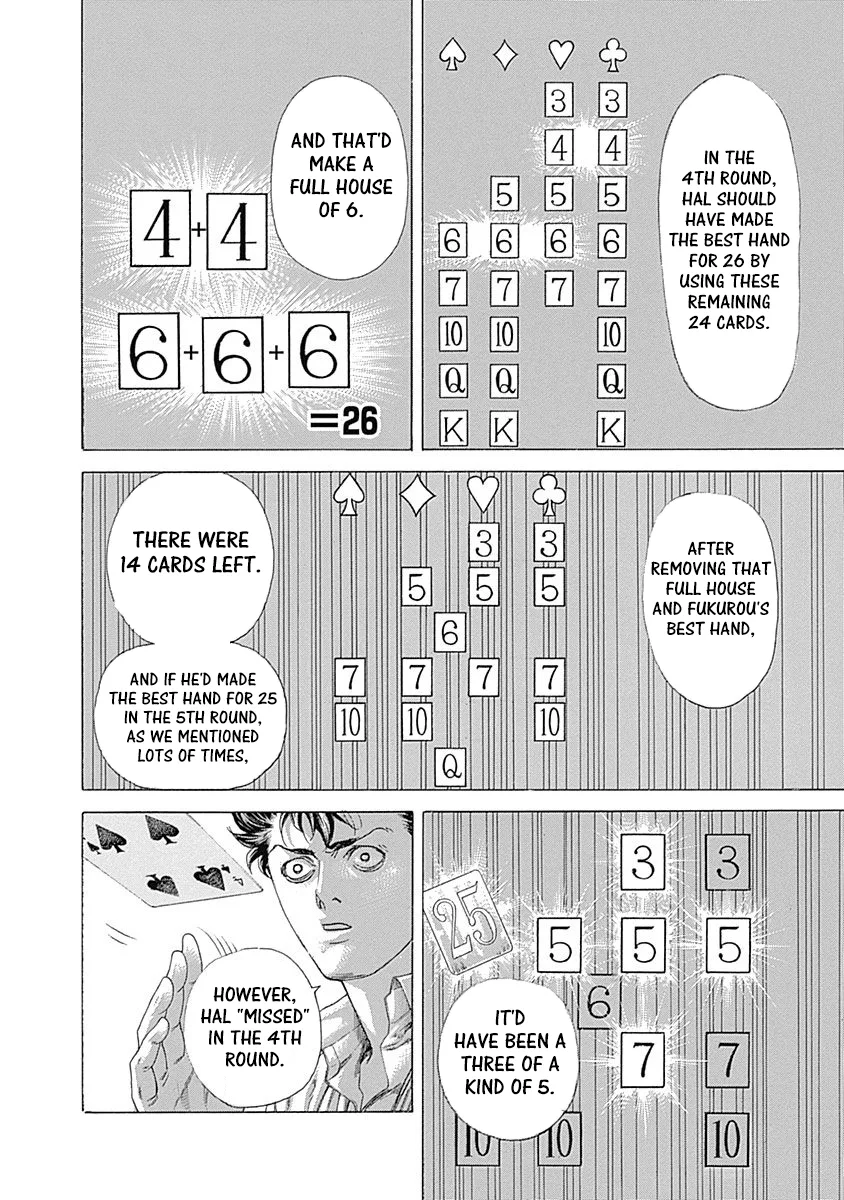 ♤ ♢ ♡ ♧
3 3
4 4
5 5 5
6 6 6 6
7 7 7 7
10 10 10
Q Q Q
K K K
IN THE
4TH ROUND,
HAL SHOULD
HAVE MADE
THE BEST HAND
FOR 26 BY
USING THESE
REMAINING
24 CARDS.
AND THAT'D
MAKE A
FULL HOUSE
OF 6.
4+4
6+6+6
=26
AFTER
REMOVING THAT
FULL HOUSE
AND FUKUROU'S
BEST HAND,
♤ ♢ ♡ ♧
3 3
5 5 5
6
7 7 7 7
10 10 10
Q
THERE WERE
14 CARDS LEFT.
AND IF HE'D MADE
THE BEST HAND FOR 25
IN THE 5TH ROUND,
AS WE MENTIONED
LOTS OF TIMES,
3 3
25
5 5 5
6
7 7
10 10 10
IT'D
HAVE BEEN A
THREE OF A
KIND OF 5.
HOWEVER,
HAL "MISSED"
IN THE 4TH
ROUND.